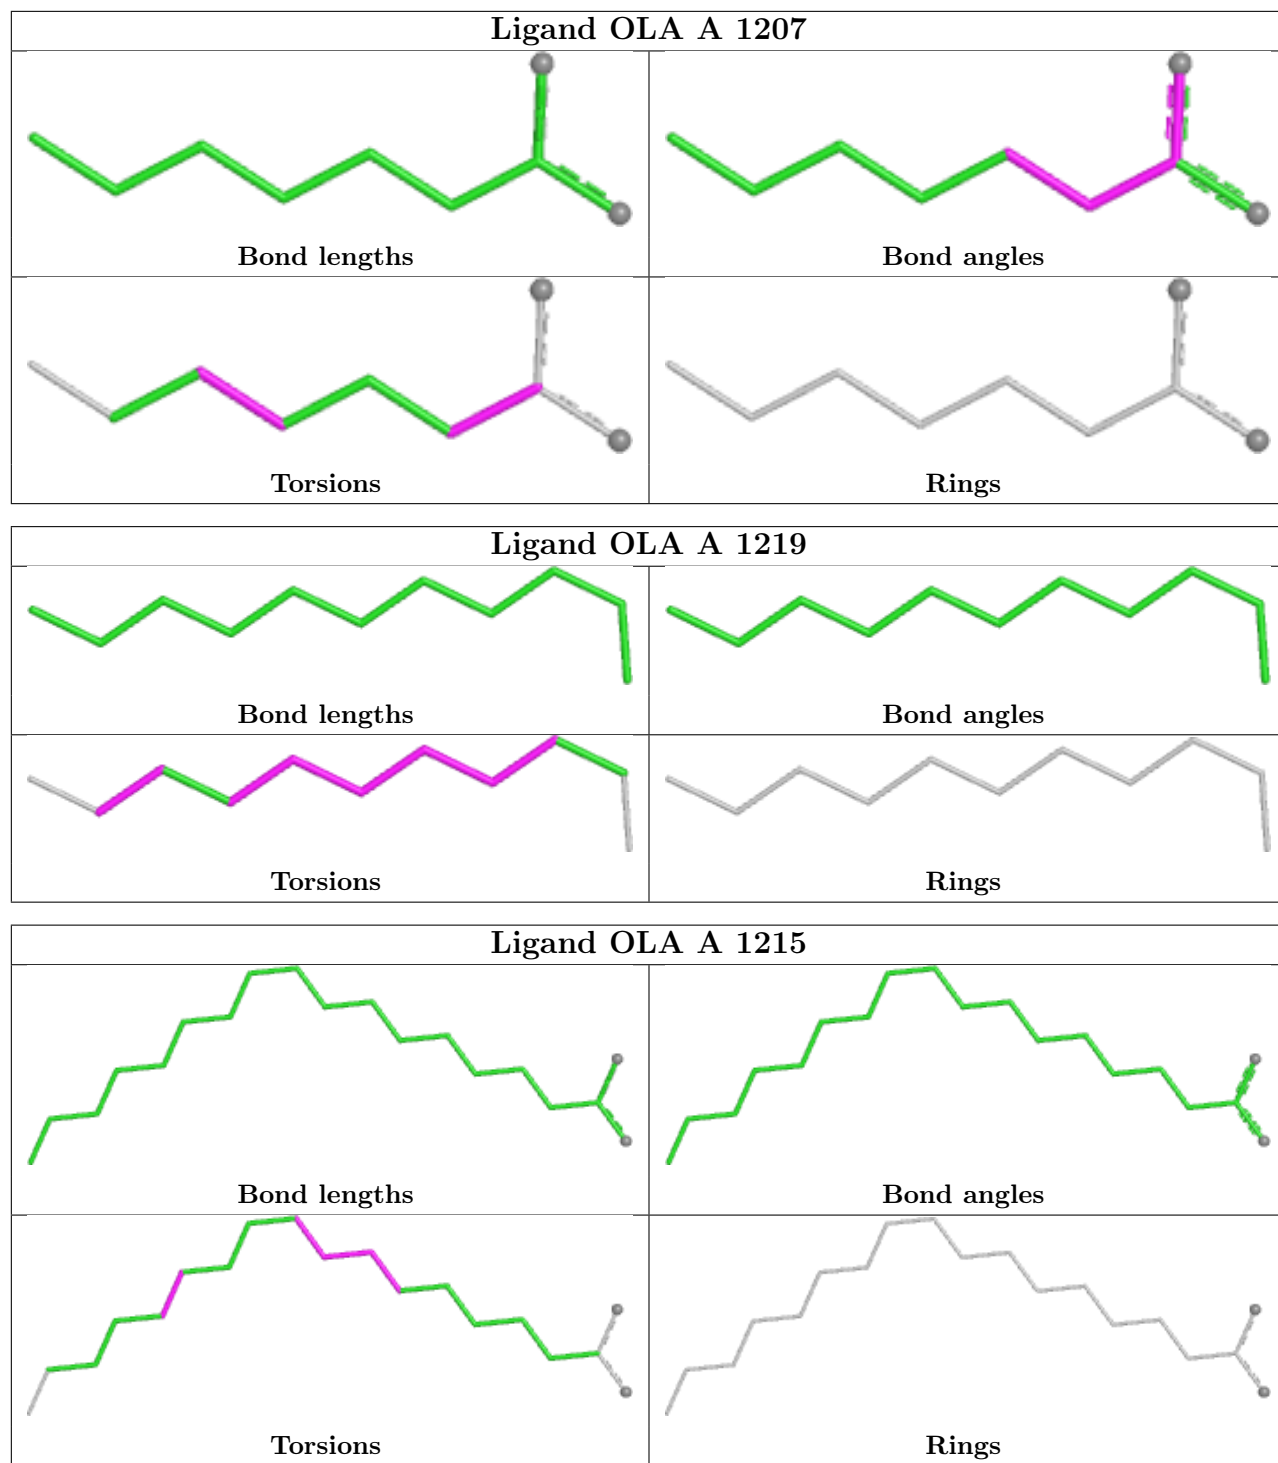 Ligand OLA A 1207
Bond lengths
Bond angles
Torsions
Rings
Ligand OLA A 1219
Bond lengths
Bond angles
Torsions
Rings
Ligand OLA A 1215
Bond lengths
Bond angles
Torsions
Rings